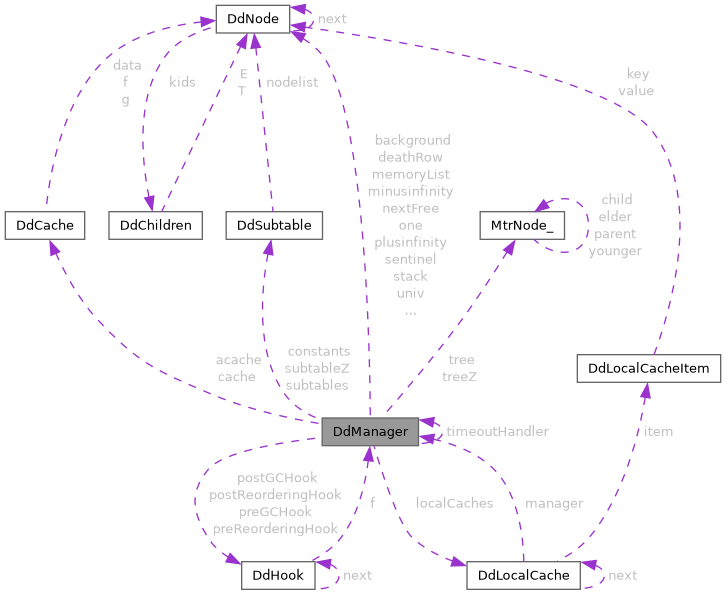 DdNode
next
data
f
g
kids
E
T
nodelist
key
value
background
deathRow
memoryList
minusinfinity
nextFree
one
plusinfinity
sentinel
stack
univ
...
child
elder
parent
younger
DdCache
DdChildren
DdSubtable
MtrNode_
acache
cache
constants
subtableZ
subtables
tree
treeZ
DdLocalCacheItem
DdManager
timeoutHandler
item
postGCHook
postReorderingHook
preGCHook
preReorderingHook
f
localCaches
manager
DdHook
next
DdLocalCache
next